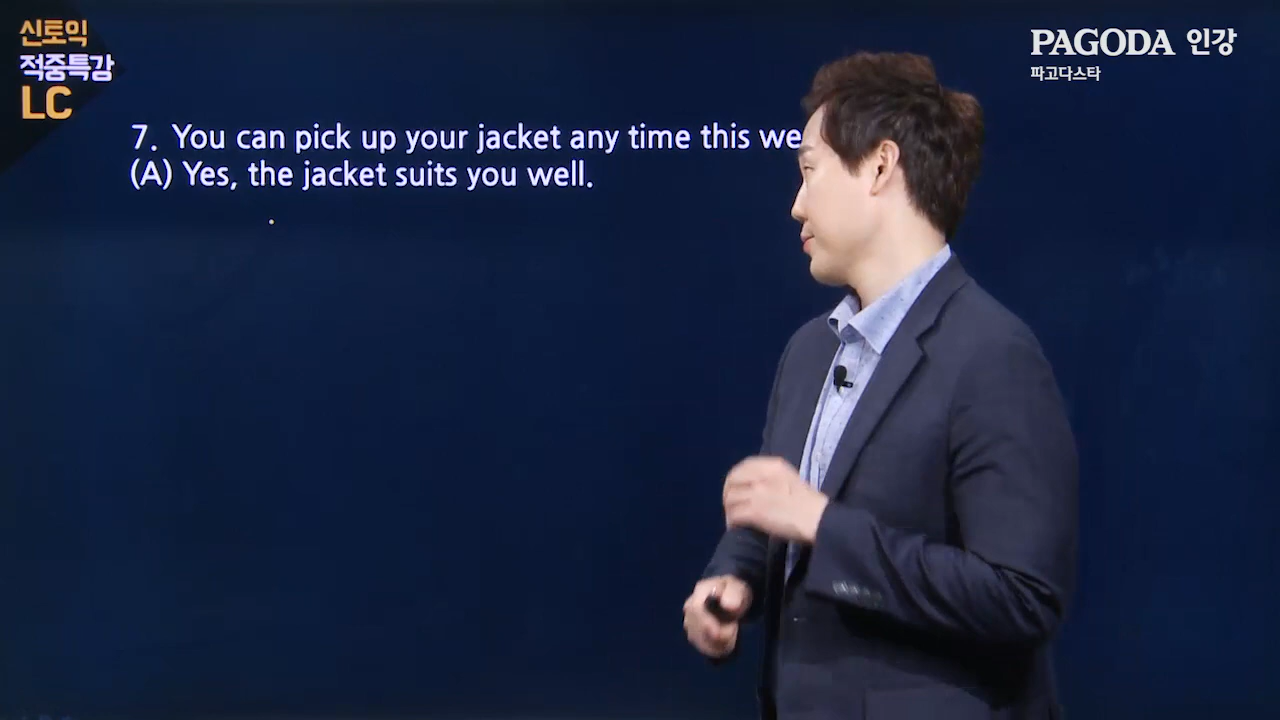 신토익
적중특강
LC
PAGODA 인강
파고다스타
7. You can pick up your jacket any time this
(A) Yes, the jacket suits you well.